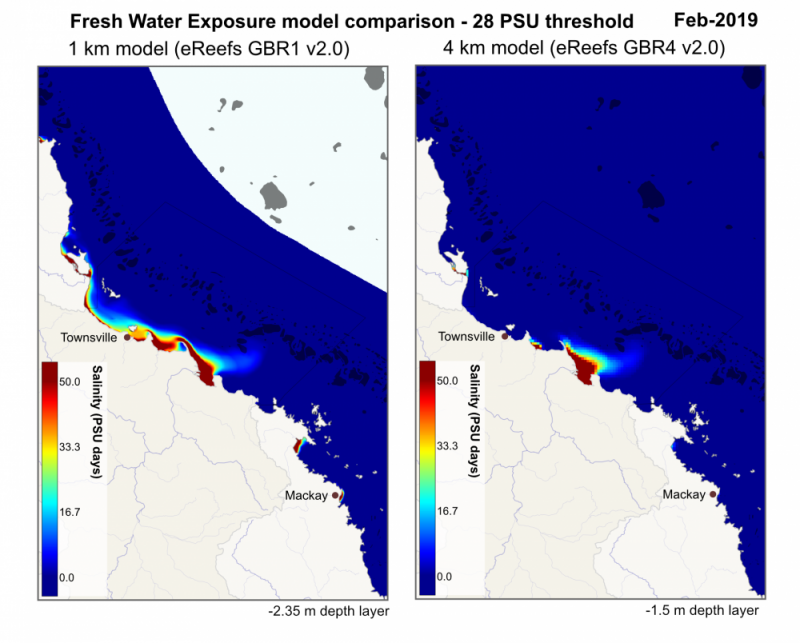 Fresh Water Exposure model comparison - 28 PSU threshold Feb-2019
1 km model (eReefs GBR1 v2.0)
4 km model (eReefs GBR4 v2.0)
Townsville
Salinity (PSU days)
50.0
33.3
16.7
0.0
Mackay
-2.35 m depth layer
Townsville
Salinity (PSU days)
50.0
33.3
16.7
0.0
Mackay
-1.5 m depth layer